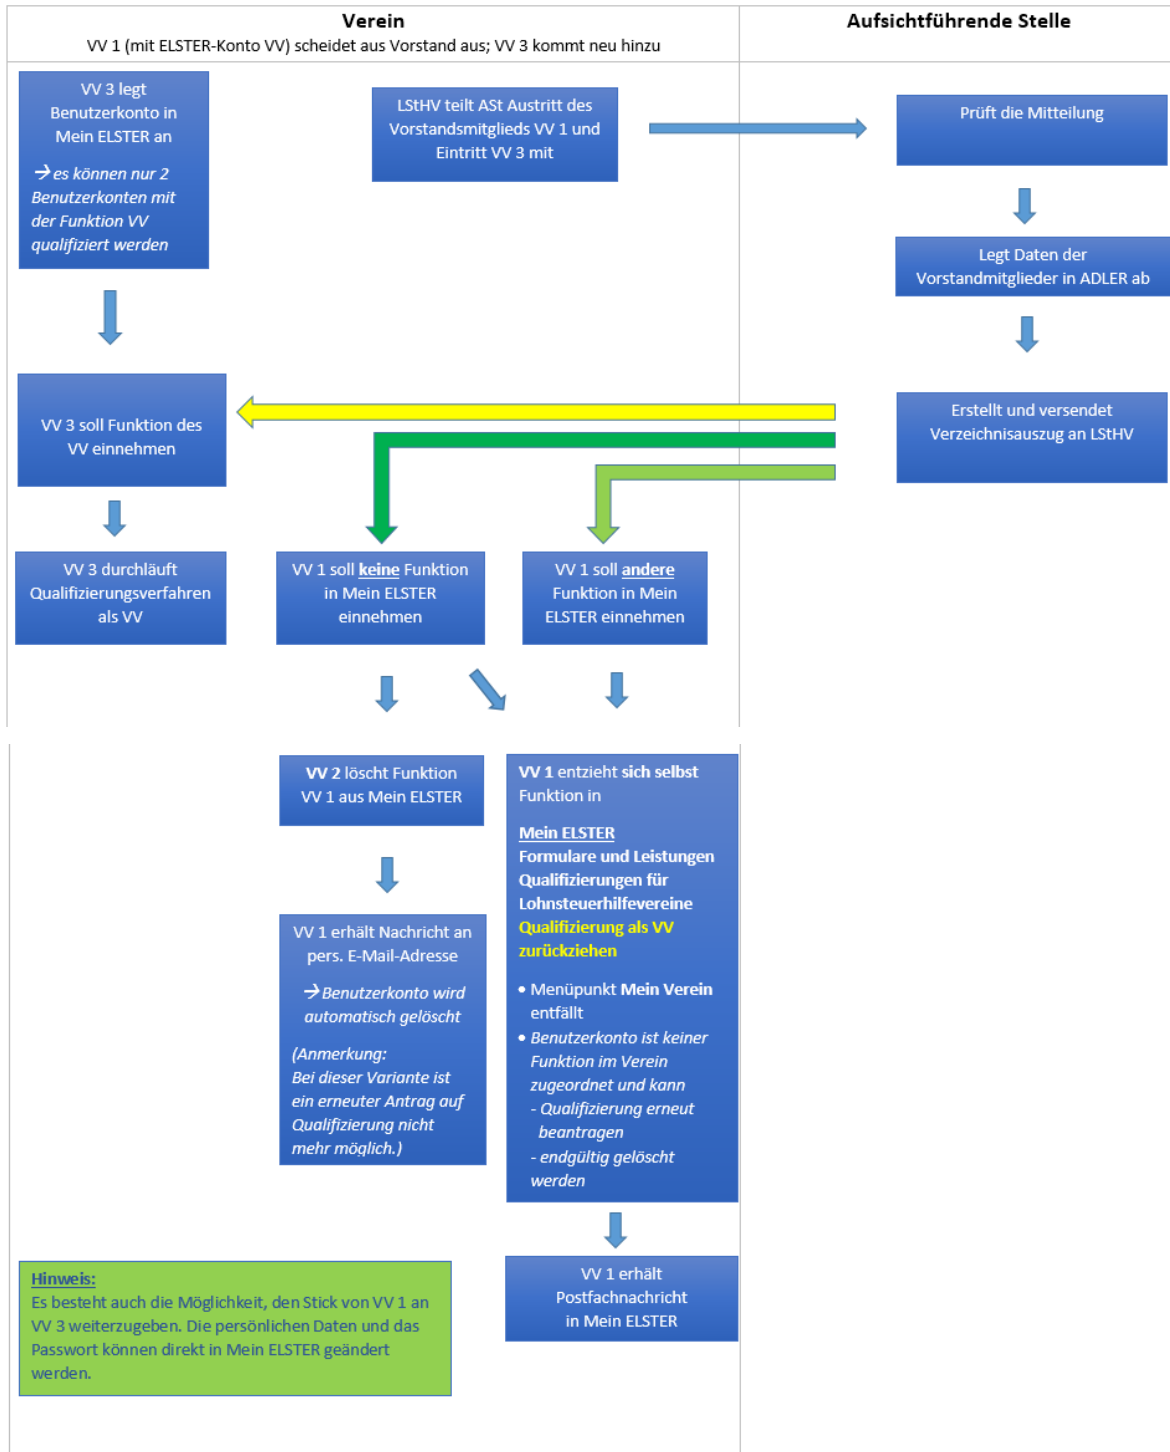 Verein
VV 1 (mit ELSTER-Konto VV) scheidet aus Vorstand aus; VV 3 kommt neu hinzu
Aufsichtführende Stelle
VV 3 legt
Benutzerkonto in
Mein ELSTER an
→ es können nur 2
Benutzerkonten mit
der Funktion VV
qualifiziert werden
LStHV teilt ASt Austritt des
Vorstandsmitglieds VV 1 und
Eintritt VV 3 mit
Prüft die Mitteilung
Legt Daten der
Vorstandmitglieder in ADLER ab
VV 3 soll Funktion des
VV einnehmen
Erstellt und versendet
Verzeichnisauszug an LStHV
VV 3 durchläuft
Qualifizierungsverfahren
als VV
VV 1 soll keine Funktion
in Mein ELSTER
einnehmen
VV 1 soll andere
Funktion in Mein
ELSTER einnehmen
VV 2 löscht Funktion
VV 1 aus Mein ELSTER
VV 1 erhält Nachricht an
pers. E-Mail-Adresse
→ Benutzerkonto wird
automatisch gelöscht
(Anmerkung:
Bei dieser Variante ist
ein erneuter Antrag auf
Qualifizierung nicht
mehr möglich.)
VV 1 entzieht sich selbst
Funktion in
Mein ELSTER
Formulare und Leistungen
Qualifizierungen für
Lohnsteuerhilfevereine
Qualifizierung als VV
zurückziehen
• Menüpunkt Mein Verein
entfällt
• Benutzerkonto ist keiner
Funktion im Verein
zugeordnet und kann
- Qualifizierung erneut
beantragen
- endgültig gelöscht
werden
VV 1 erhält
Postfachnachricht
in Mein ELSTER
Hinweis:
Es besteht auch die Möglichkeit, den Stick von VV 1 an
VV 3 weiterzugeben. Die persönlichen Daten und das
Passwort können direkt in Mein ELSTER geändert
werden.